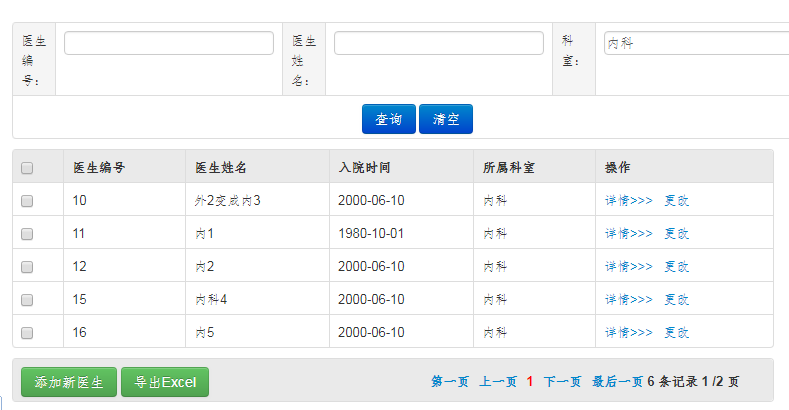 医生编号： 医生姓名： 科室： 内科
查询 清空
医生编号 医生姓名 入院时间 所属科室 操作
10 外2变成内3 2000-06-10 内科 详情>>> 更改
11 内1 1980-10-01 内科 详情>>> 更改
12 内2 2000-06-10 内科 详情>>> 更改
15 内科4 2000-06-10 内科 详情>>> 更改
16 内5 2000-06-10 内科 详情>>> 更改
添加新医生 导出Excel 第一页 上一页 1 下一页 最后一页 6 条记录 1 /2 页